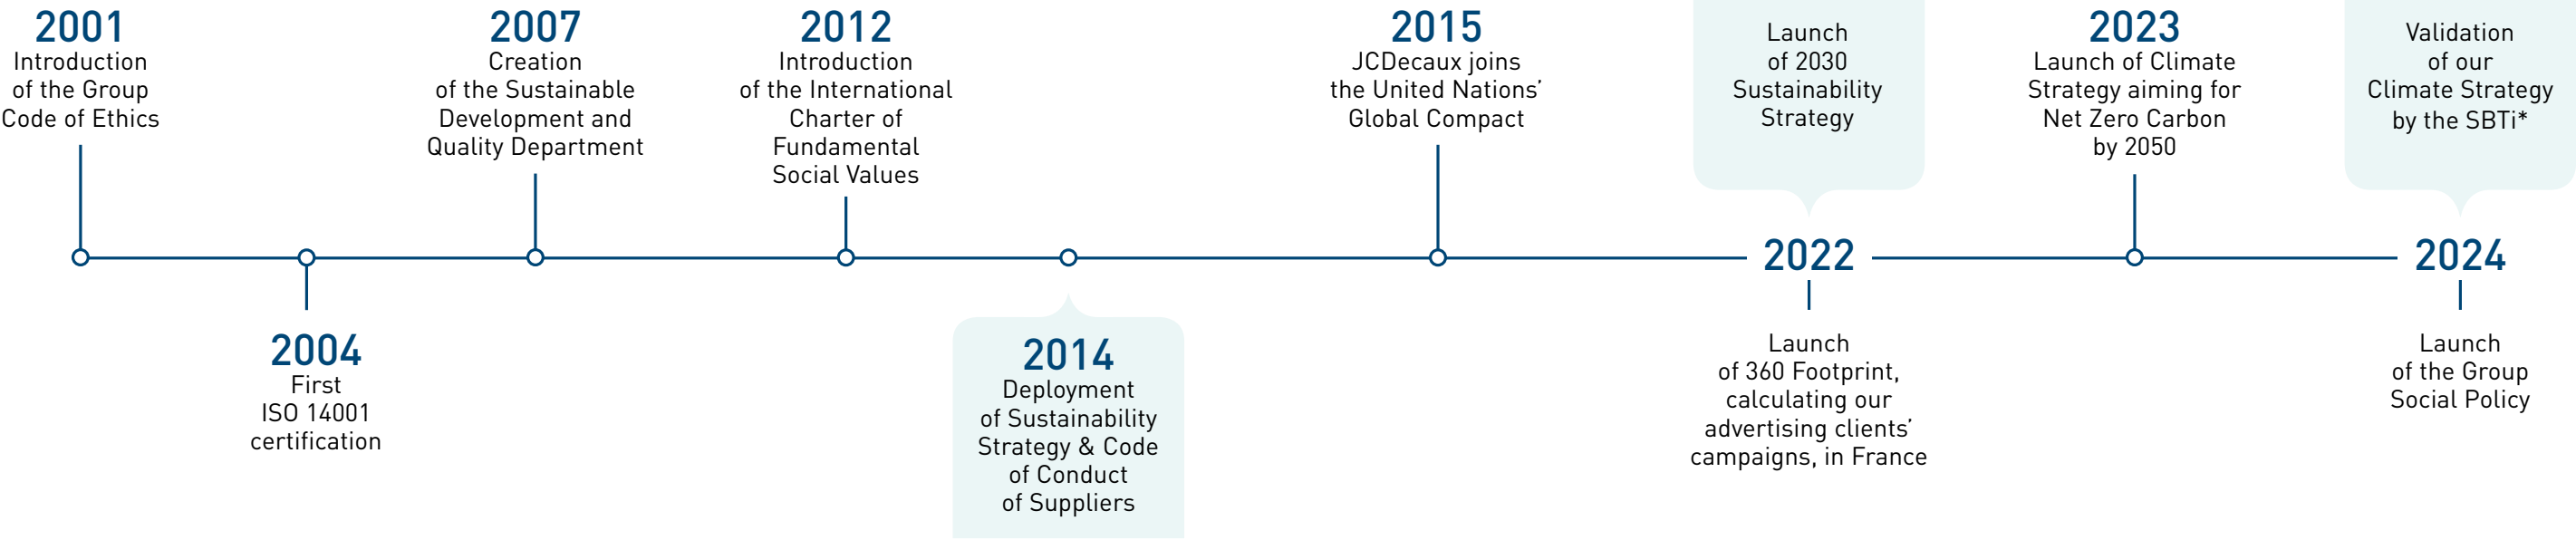 2001
Introduction
of the Group
Code of Ethics
2004
First
ISO 14001
certification
2007
Creation
of the Sustainable
Development and
Quality Department
2012
Introduction
of the International
Charter of
Fundamental
Social Values
2014
Deployment
of Sustainability
Strategy & Code
of Conduct
of Suppliers
2015
JCDecaux joins
the United Nations’
Global Compact
Launch
of 2030
Sustainability
Strategy
2022
Launch
of 360 Footprint,
calculating our
advertising clients’
campaigns, in France
2023
Launch of Climate
Strategy aiming for
Net Zero Carbon
by 2050
Validation
of our
Climate Strategy
by the SBTi*
2024
Launch
of the Group
Social Policy